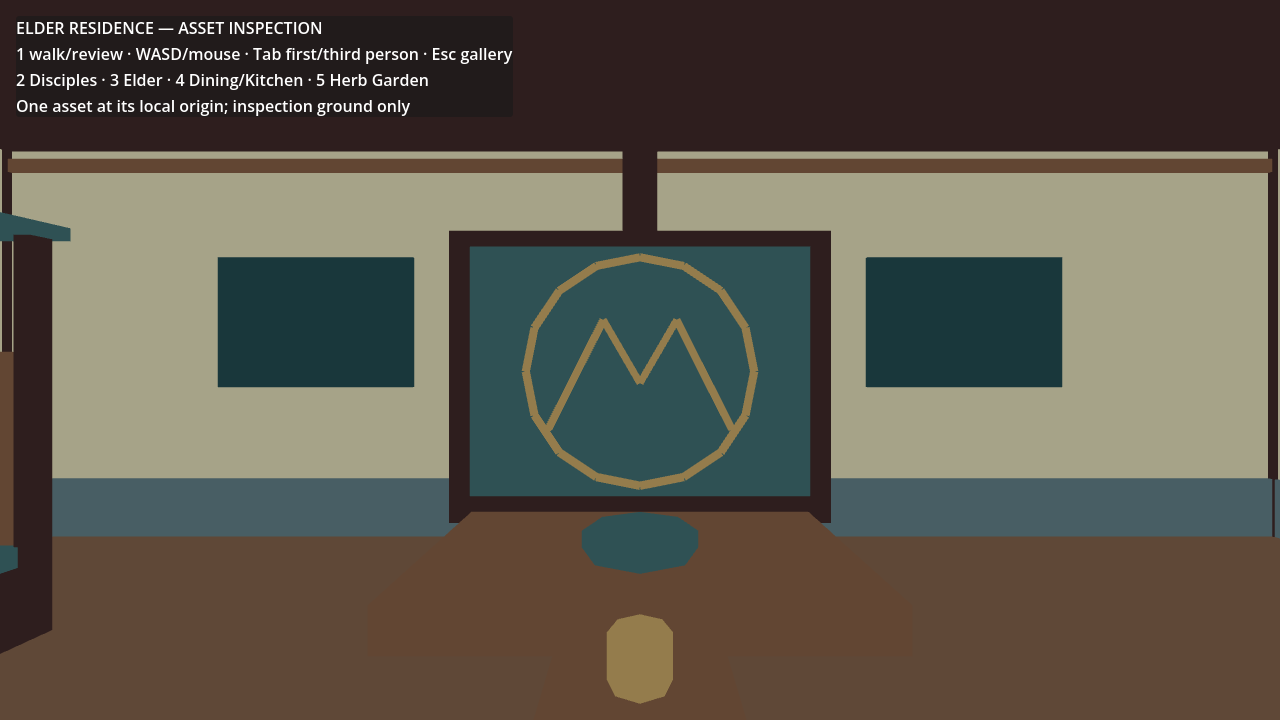 ELDER RESIDENCE — ASSET INSPECTION
1 walk/review · WASD/mouse · Tab first/third person · Esc gallery
2 Disciples · 3 Elder · 4 Dining/Kitchen · 5 Herb Garden
One asset at its local origin; inspection ground only